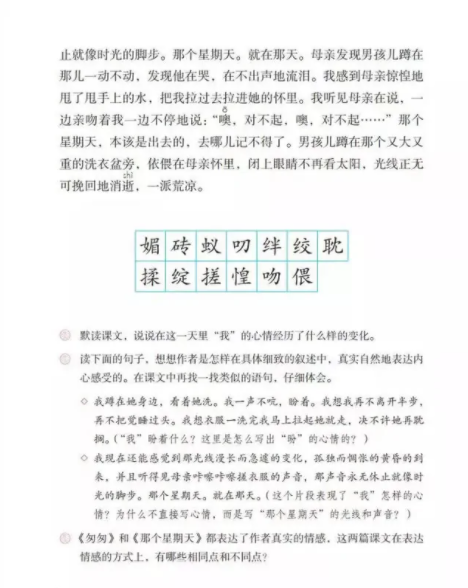 止就像时光的脚步。那个星期天。就在那天。母亲发现男孩儿蹲在
那儿一动不动，发现他在哭，在不出声地流泪。我感到母亲惊惶地
甩了甩手上的水，把我拉过去拉进她的怀里。我听见母亲在说，一
ō
边亲吻着我一边不停地说：“噢，对不起，噢，对不起……”那个
星期天，本该是出去的，去哪儿记不得了。男孩儿蹲在那个又大又
重的洗衣盆旁，依偎在母亲怀里，闭上眼睛不再看太阳，光线正无
shì
可挽回地消逝，一派荒凉。
媚砖蚁叨绊绞耽
揉绽搓惶吻偎
默读课文，说说在这一天里“我”的心情经历了什么样的变化。
读下面的句子，想想作者是怎样在具体细致的叙述中，真实自然地表达内
心感受的。在课文中再找一找类似的语句，仔细体会。
◇ 我蹲在她身边，看着她洗。我一声不吭，盼着。我想我再不离开半步，
再不把觉睡过头。我想衣服一洗完我马上拉起她就走，决不许她再耽
搁。（“我”盼着什么？这里是怎么写出“盼”的心情的？）
◇ 我现在还能感觉到那光线漫长而急遽的变化，孤独而惆怅的黄昏的到
来，并且听得见母亲咔嚓咔嚓搓衣服的声音，那声音永无休止就像时
光的脚步。那个星期天。就在那天。（这个片段表现了“我”怎样的心
情？为什么不直接写心情，而是写“那个星期天”的光线和声音？）
《匆匆》和《那个星期天》都表达了作者真实的情感，这两篇课文在表达
情感的方式上，有哪些相同点和不同点？